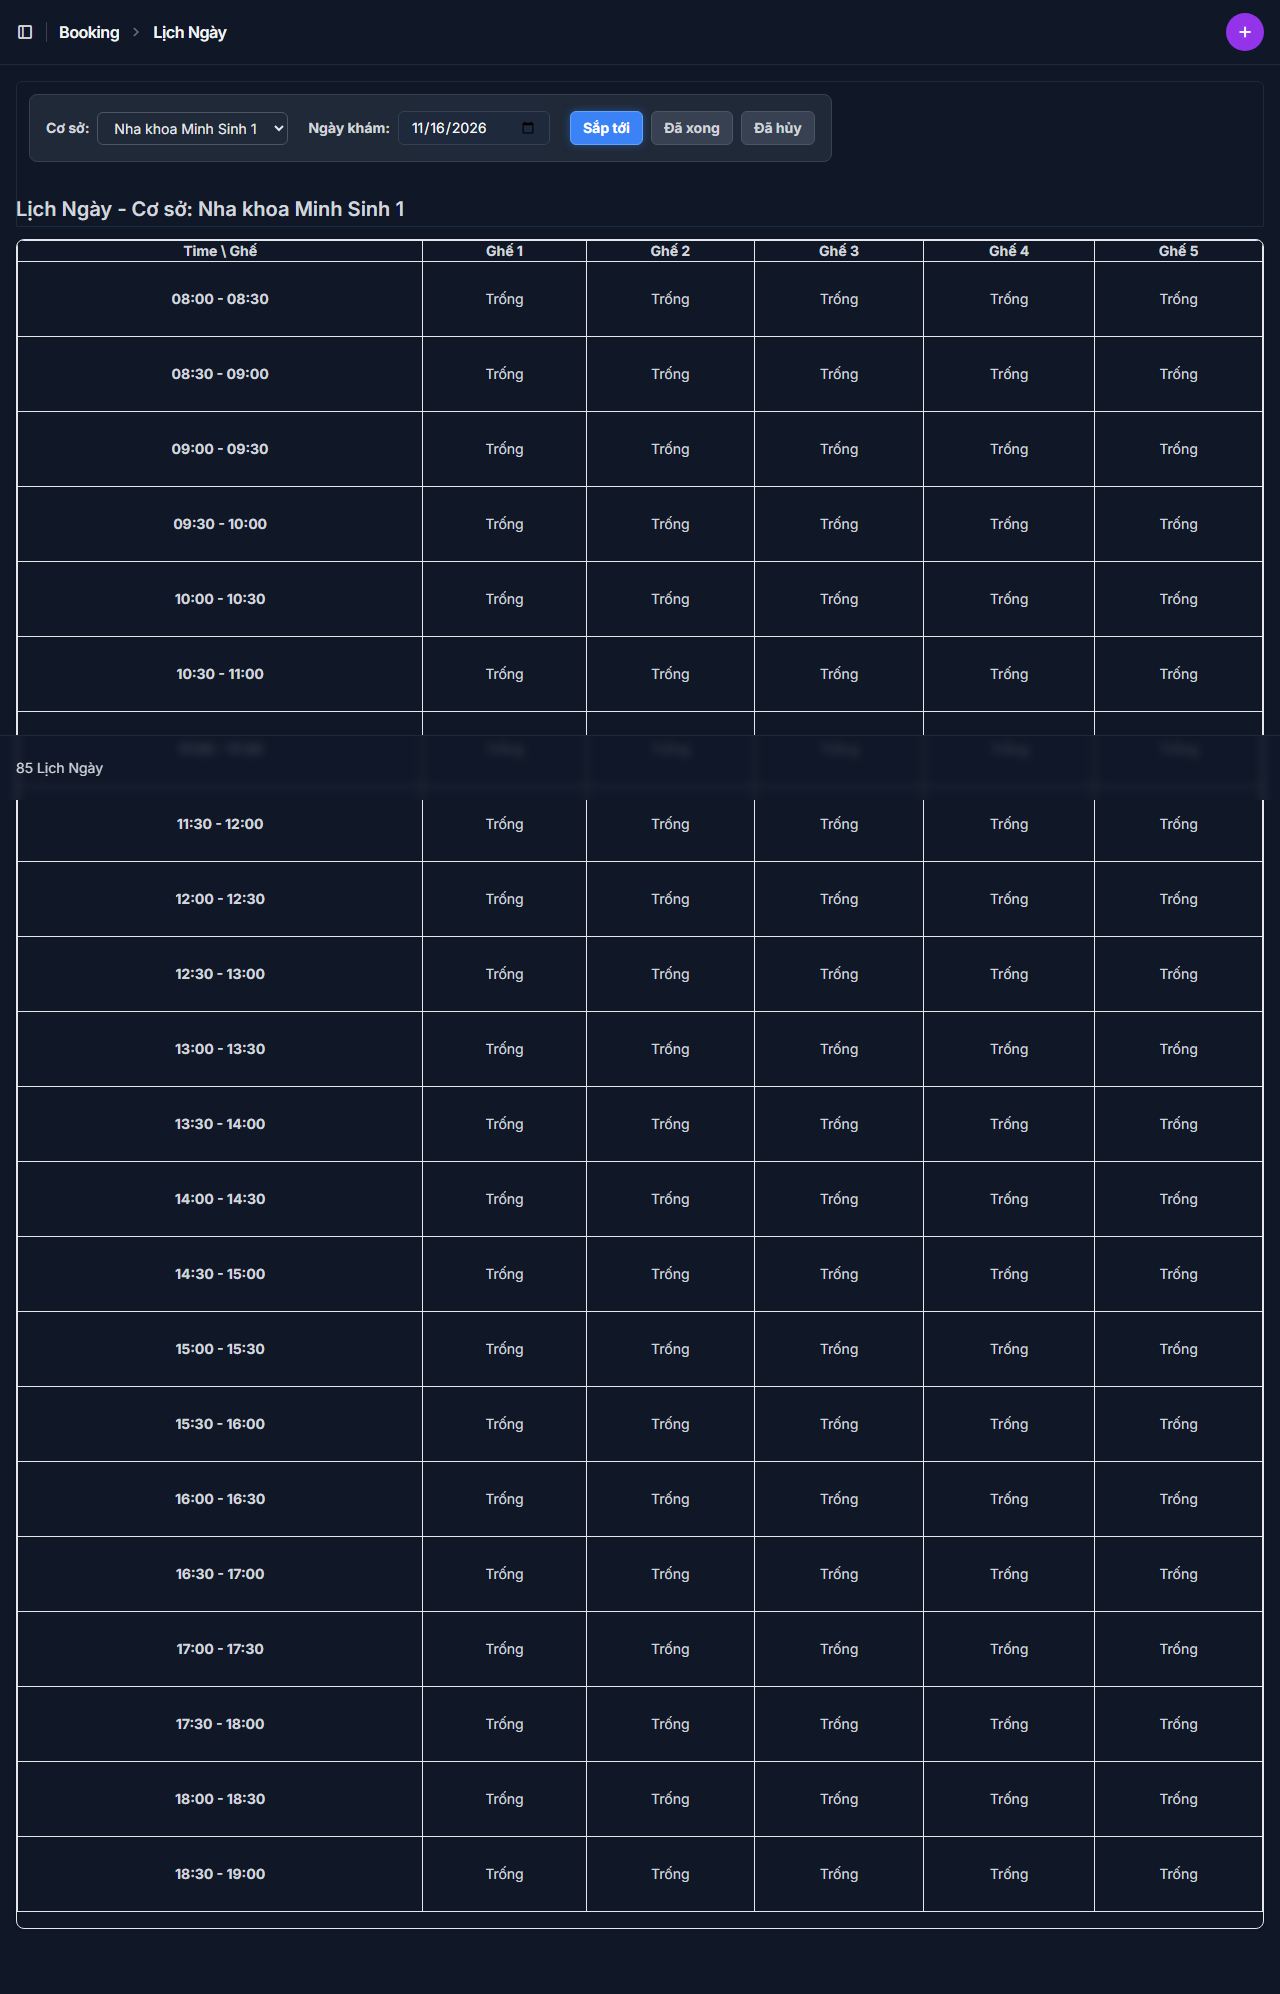 Booking > Lịch Ngày
+
Cơ sở: Nha khoa Minh Sinh 1 Ngày khám: 11/16/2026 Sắp tới Đã xong Đã hủy
Lịch Ngày - Cơ sở: Nha khoa Minh Sinh 1
Time \ Ghế Ghế 1 Ghế 2 Ghế 3 Ghế 4 Ghế 5
08:00 - 08:30 Trống Trống Trống Trống Trống
08:30 - 09:00 Trống Trống Trống Trống Trống
09:00 - 09:30 Trống Trống Trống Trống Trống
09:30 - 10:00 Trống Trống Trống Trống Trống
10:00 - 10:30 Trống Trống Trống Trống Trống
10:30 - 11:00 Trống Trống Trống Trống Trống
85 Lịch Ngày
11:30 - 12:00 Trống Trống Trống Trống Trống
12:00 - 12:30 Trống Trống Trống Trống Trống
12:30 - 13:00 Trống Trống Trống Trống Trống
13:00 - 13:30 Trống Trống Trống Trống Trống
13:30 - 14:00 Trống Trống Trống Trống Trống
14:00 - 14:30 Trống Trống Trống Trống Trống
14:30 - 15:00 Trống Trống Trống Trống Trống
15:00 - 15:30 Trống Trống Trống Trống Trống
15:30 - 16:00 Trống Trống Trống Trống Trống
16:00 - 16:30 Trống Trống Trống Trống Trống
16:30 - 17:00 Trống Trống Trống Trống Trống
17:00 - 17:30 Trống Trống Trống Trống Trống
17:30 - 18:00 Trống Trống Trống Trống Trống
18:00 - 18:30 Trống Trống Trống Trống Trống
18:30 - 19:00 Trống Trống Trống Trống Trống